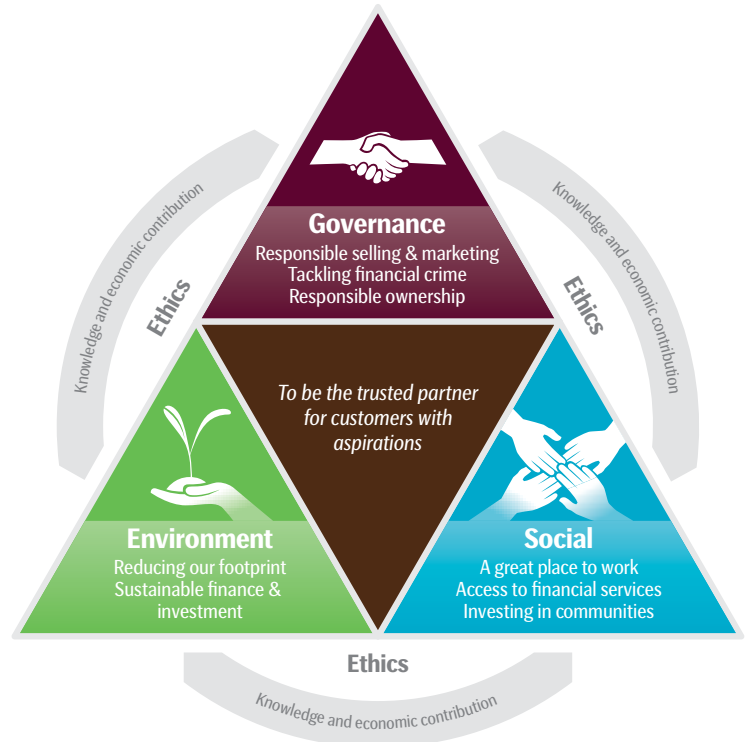 Governance
Responsible selling & marketing
Tackling financial crime
Responsible ownership
Knowledge and economic contribution
Ethics
Knowledge and economic contribution
Ethics
To be the trusted partner
for customers with
aspirations
Environment
Reducing our footprint
Sustainable finance &
investment
Social
A great place to work
Access to financial services
Investing in communities
Ethics
Knowledge and economic contribution